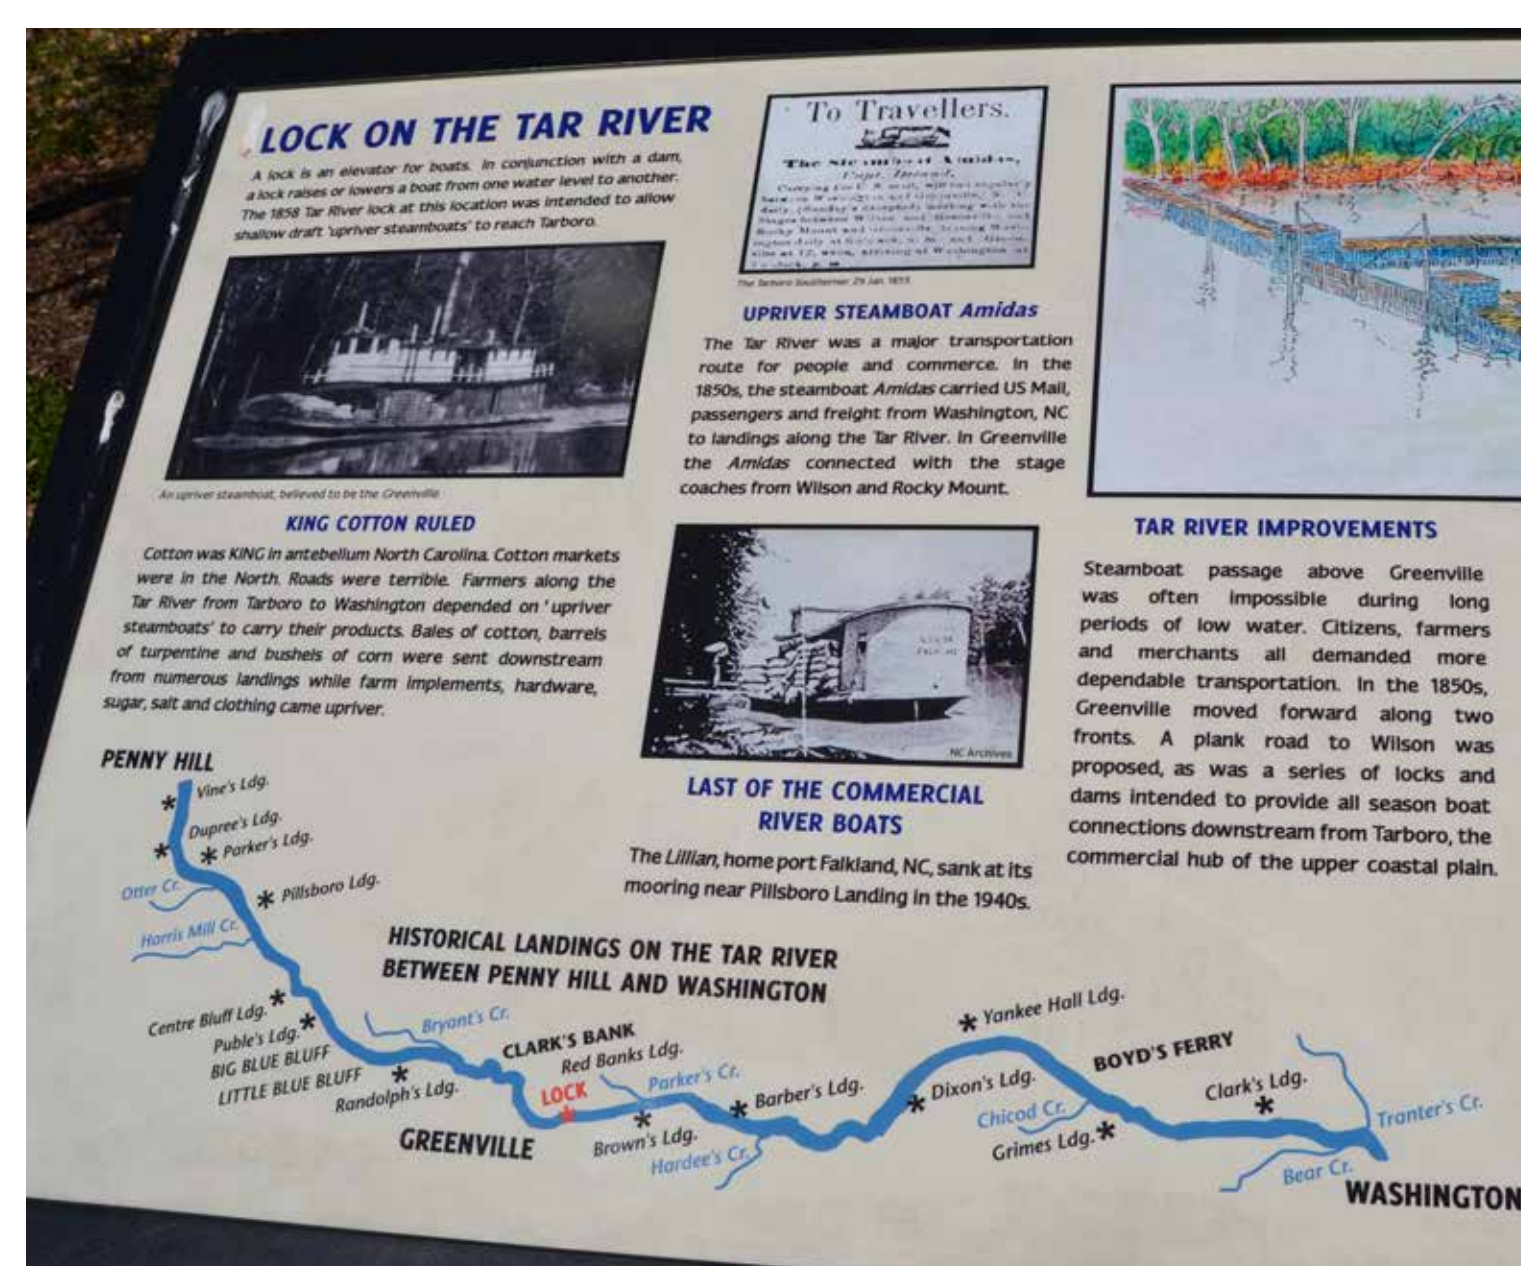 LOCK ON THE TAR RIVER
A lock is an elevator for boats. In conjunction with a dam,
a lock raises or lowers a boat from one water level to another.
The 1858 Tar River lock at this location was intended to allow
shallow draft 'upriver steamboats' to reach Tarboro.
An upriver steamboat, believed to be the Greenville
KING COTTON RULED
Cotton was KING in antebellum North Carolina. Cotton markets
were in the North. Roads were terrible. Farmers along the
Tar River from Tarboro to Washington depended on 'upriver
steamboats' to carry their products. Bales of cotton, barrels
of turpentine and bushels of corn were sent downstream
from numerous landings while farm implements, hardware,
sugar, salt and clothing came upriver.
To Travellers.
The Steamboat Amidas,
Capt. Ireland,
The Tarboro Southerner 29 Jan.
UPRIVER STEAMBOAT Amidas
The Tar River was a major transportation
route for people and commerce. In the
1850s, the steamboat Amidas carried US Mail,
passengers and freight from Washington, NC
to landings along the Tar River. In Greenville
the Amidas connected with the stage
coaches from Wilson and Rocky Mount.
NC Archives
LAST OF THE COMMERCIAL
RIVER BOATS
The Lillian, home port Falkland, NC, sank at its
mooring near Pillsboro Landing in the 1940s.
TAR RIVER IMPROVEMENTS
Steamboat passage above Greenville
was often impossible during long
periods of low water. Citizens, farmers
and merchants all demanded more
dependable transportation. In the 1850s,
Greenville moved forward along two
fronts. A plank road to Wilson was
proposed, as was a series of locks and
dams intended to provide all season boat
connections downstream from Tarboro, the
commercial hub of the upper coastal plain.
HISTORICAL LANDINGS ON THE TAR RIVER
BETWEEN PENNY HILL AND WASHINGTON
PENNY HILL
Vine's Ldg.
Dupree's Ldg.
Parker's Ldg.
Otter Cr.
Pillsboro Ldg.
Harris Mill Cr.
Centre Bluff Ldg.
Puble's Ldg.
BIG BLUE BLUFF
LITTLE BLUE BLUFF
Randolph's Ldg.
Bryant's Cr.
CLARK'S BANK
Red Banks Ldg.
LOCK
Parker's Cr.
GREENVILLE
Brown's Ldg.
Hardee's Cr.
Barber's Ldg.
Yankee Hall Ldg.
Dixon's Ldg.
BOYD'S FERRY
Chicod Cr.
Grimes Ldg.
Clark's Ldg.
Tranter's Cr.
Bear Cr.
WASHINGTON